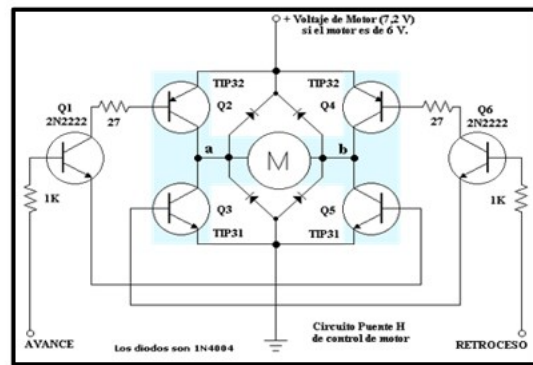 + Voltaje de Motor (7,2 V)
si el motor es de 6 V.
TIP32
TIP32
Q1
2N2222
Q2
Q4
Q6
2N2222
27
27
a
M
b
1K
Q3
Q5
1K
TIP31
TIP31
Circuito Puente H
de control de motor
AVANCE
Los diodos son 1N4004
RETROCESO